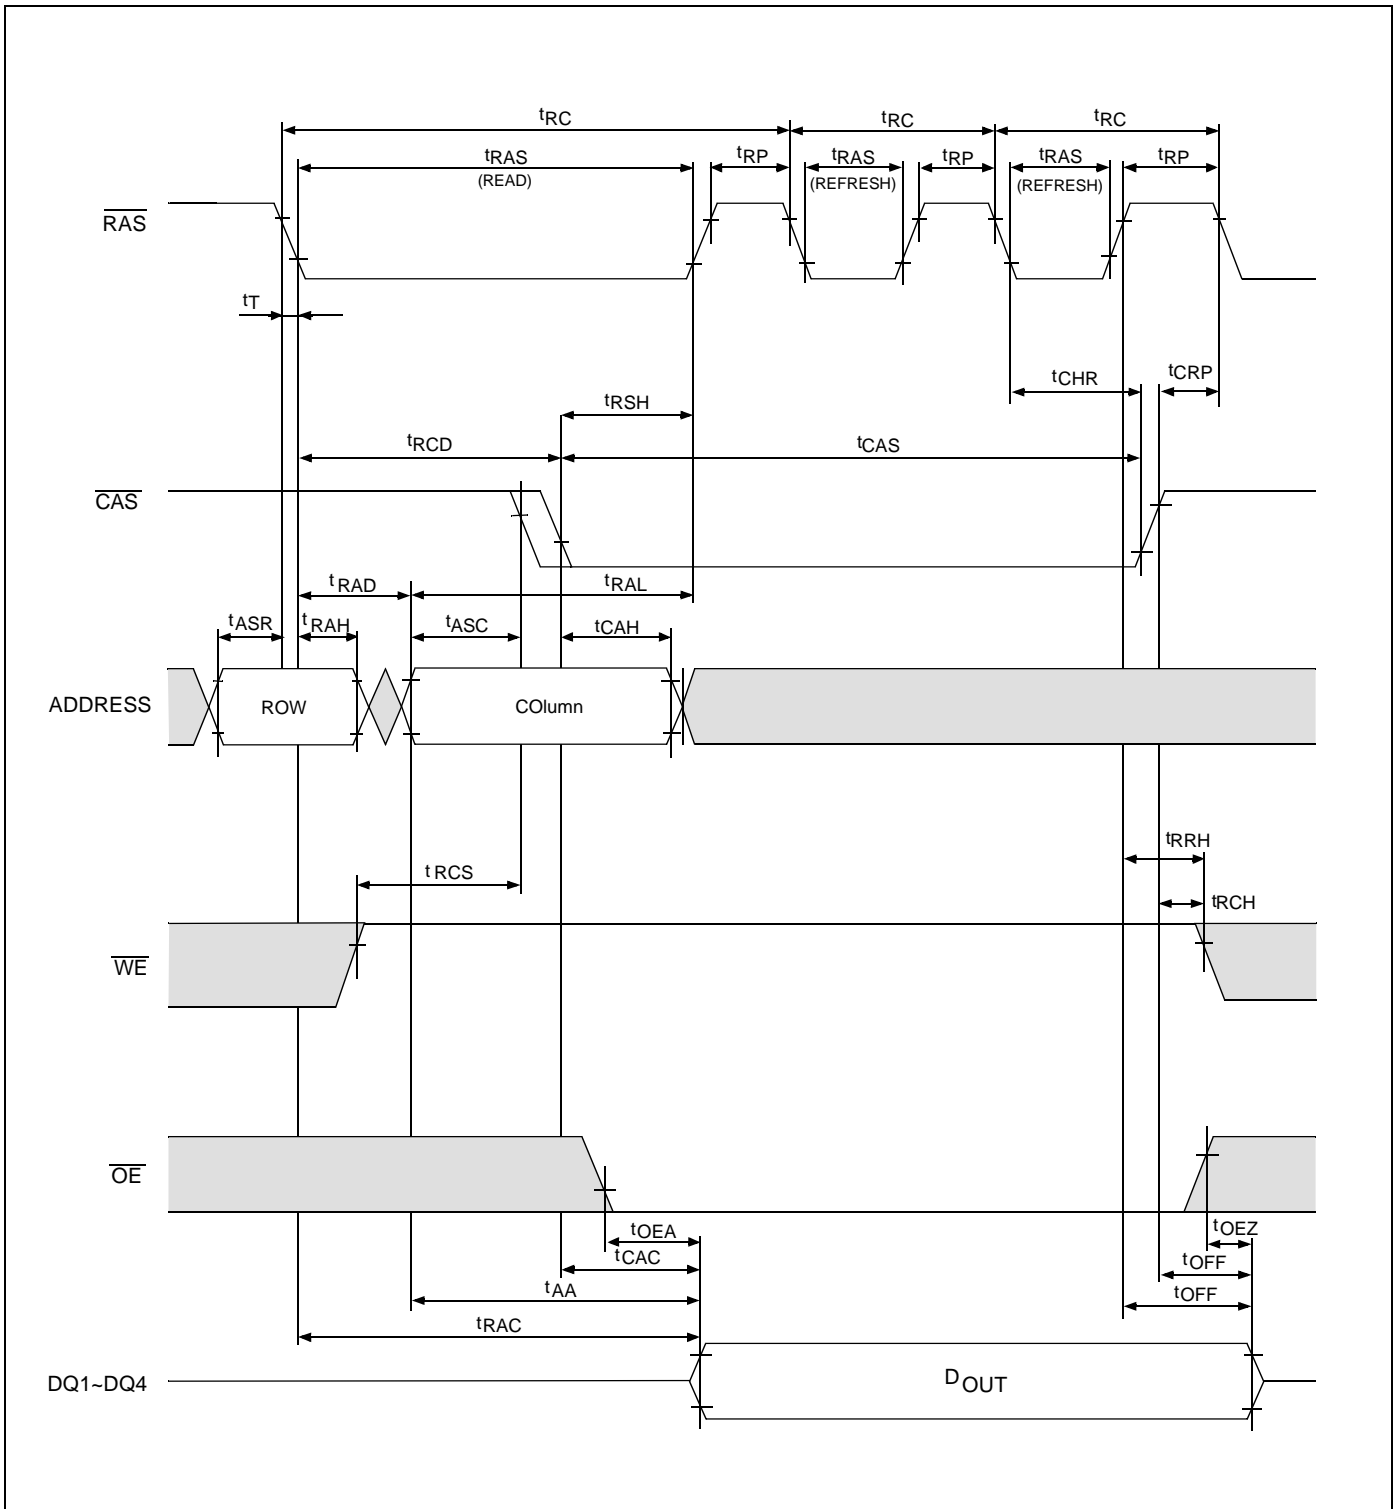 tRC tRC tRC
tRAS tRP tRAS tRP tRAS tRP
(READ) (REFRESH) (REFRESH)
RAS
tT
tCHR tCRP
tRSH
tRCD tCAS
CAS
tRAD tRAL
tASR tRAH tASC tCAH
ADDRESS ROW COlumn
tRRH
tRCS
tRCH
WE
OE
tOEA tOEZ
tCAC tOFF
tAA tOFF
tRAC
DQ1~DQ4 DOUT